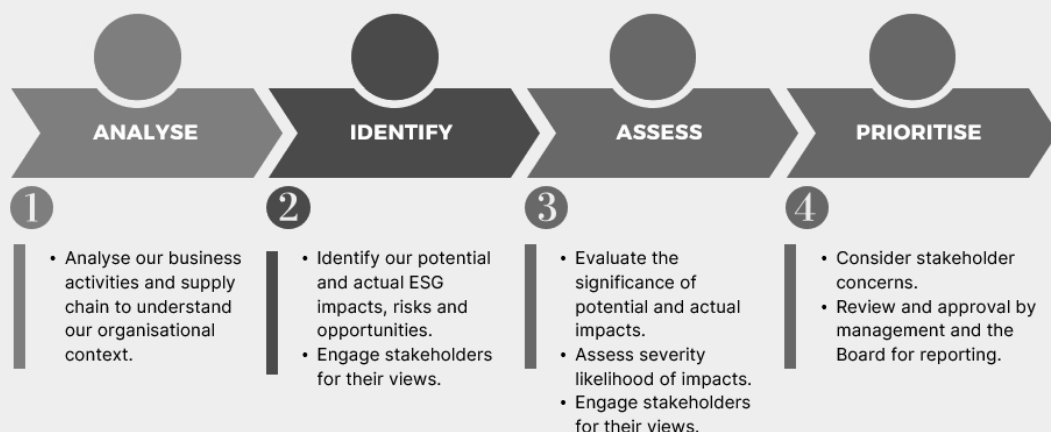 ANALYSE
IDENTIFY
ASSESS
PRIORITISE
1
• Analyse our business
activities and supply
chain to understand
our organisational
context.
2
• Identify our potential
and actual ESG
impacts, risks and
opportunities.
• Engage stakeholders
for their views.
3
• Evaluate the
significance of
potential and actual
impacts.
• Assess severity
likelihood of impacts.
• Engage stakeholders
for their views.
4
• Consider stakeholder
concerns.
• Review and approval by
management and the
Board for reporting.